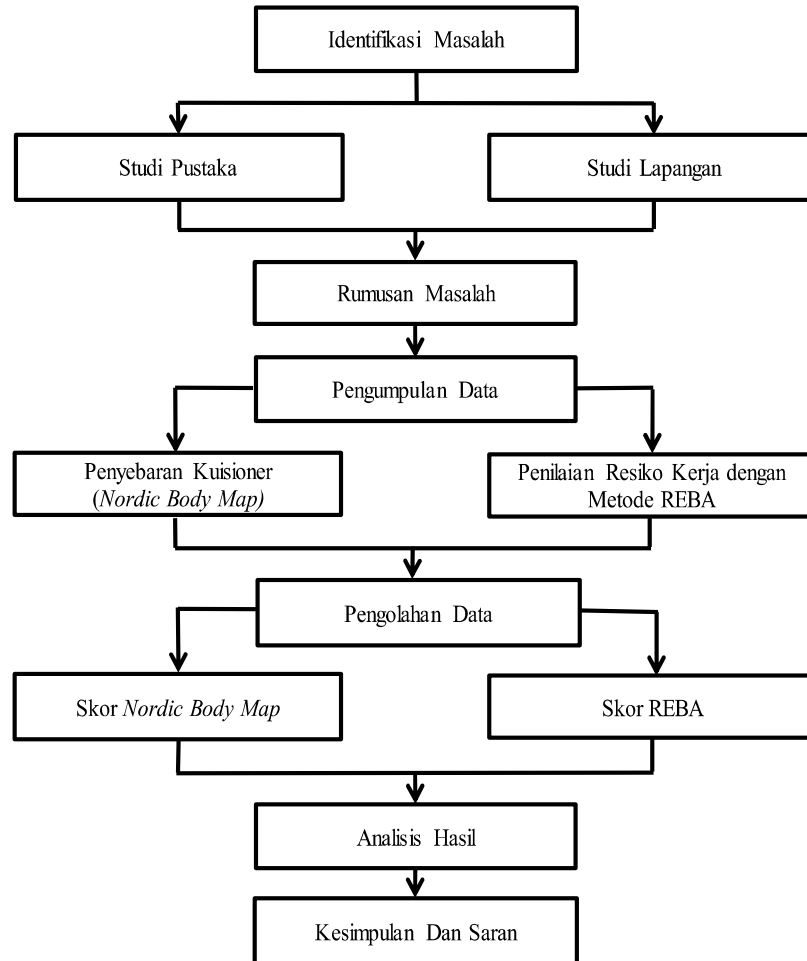 Identifikasi Masalah
Studi Pustaka
Studi Lapangan
Rumusan Masalah
Pengumpulan Data
Penyebaran Kuisioner
(Nordic Body Map)
Penilaian Resiko Kerja dengan
Metode REBA
Pengolahan Data
Skor Nordic Body Map
Skor REBA
Analisis Hasil
Kesimpulan Dan Saran